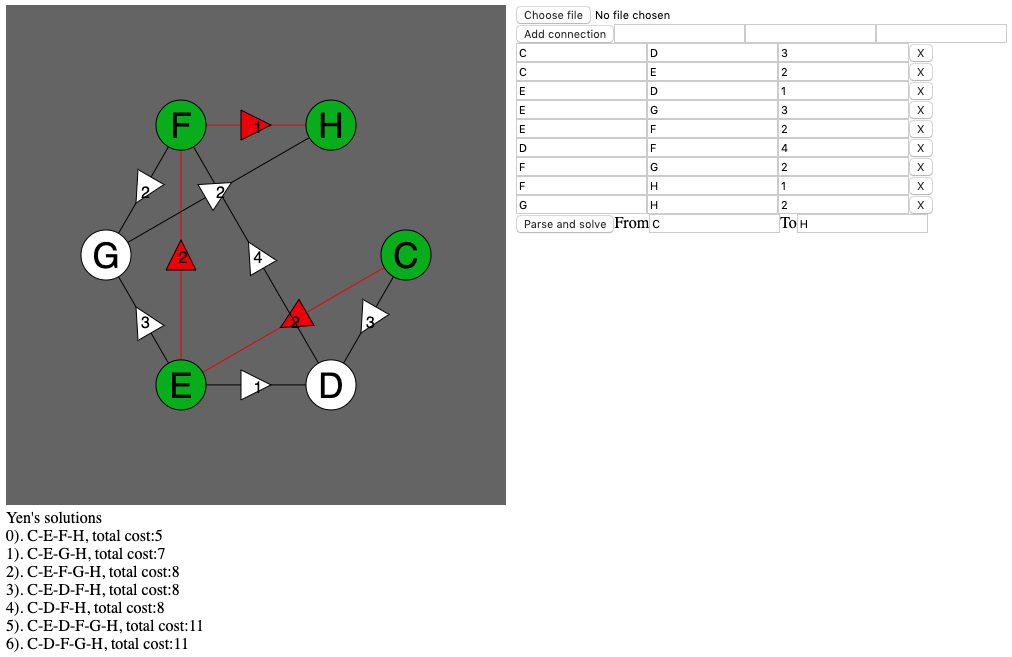 Choose file No file chosen
Add connection
C D 3 X
C E 2 X
E D 1 X
E G 3 X
E F 2 X
D F 4 X
F G 2 X
F H 1 X
G H 2 X
Parse and solve From C To H
F 1 H
2 2
G 2 4 C
3 2 3
E 1 D
Yen's solutions
0). C-E-F-H, total cost:5
1). C-E-G-H, total cost:7
2). C-E-F-G-H, total cost:8
3). C-E-D-F-H, total cost:8
4). C-D-F-H, total cost:8
5). C-E-D-F-G-H, total cost:11
6). C-D-F-G-H, total cost:11